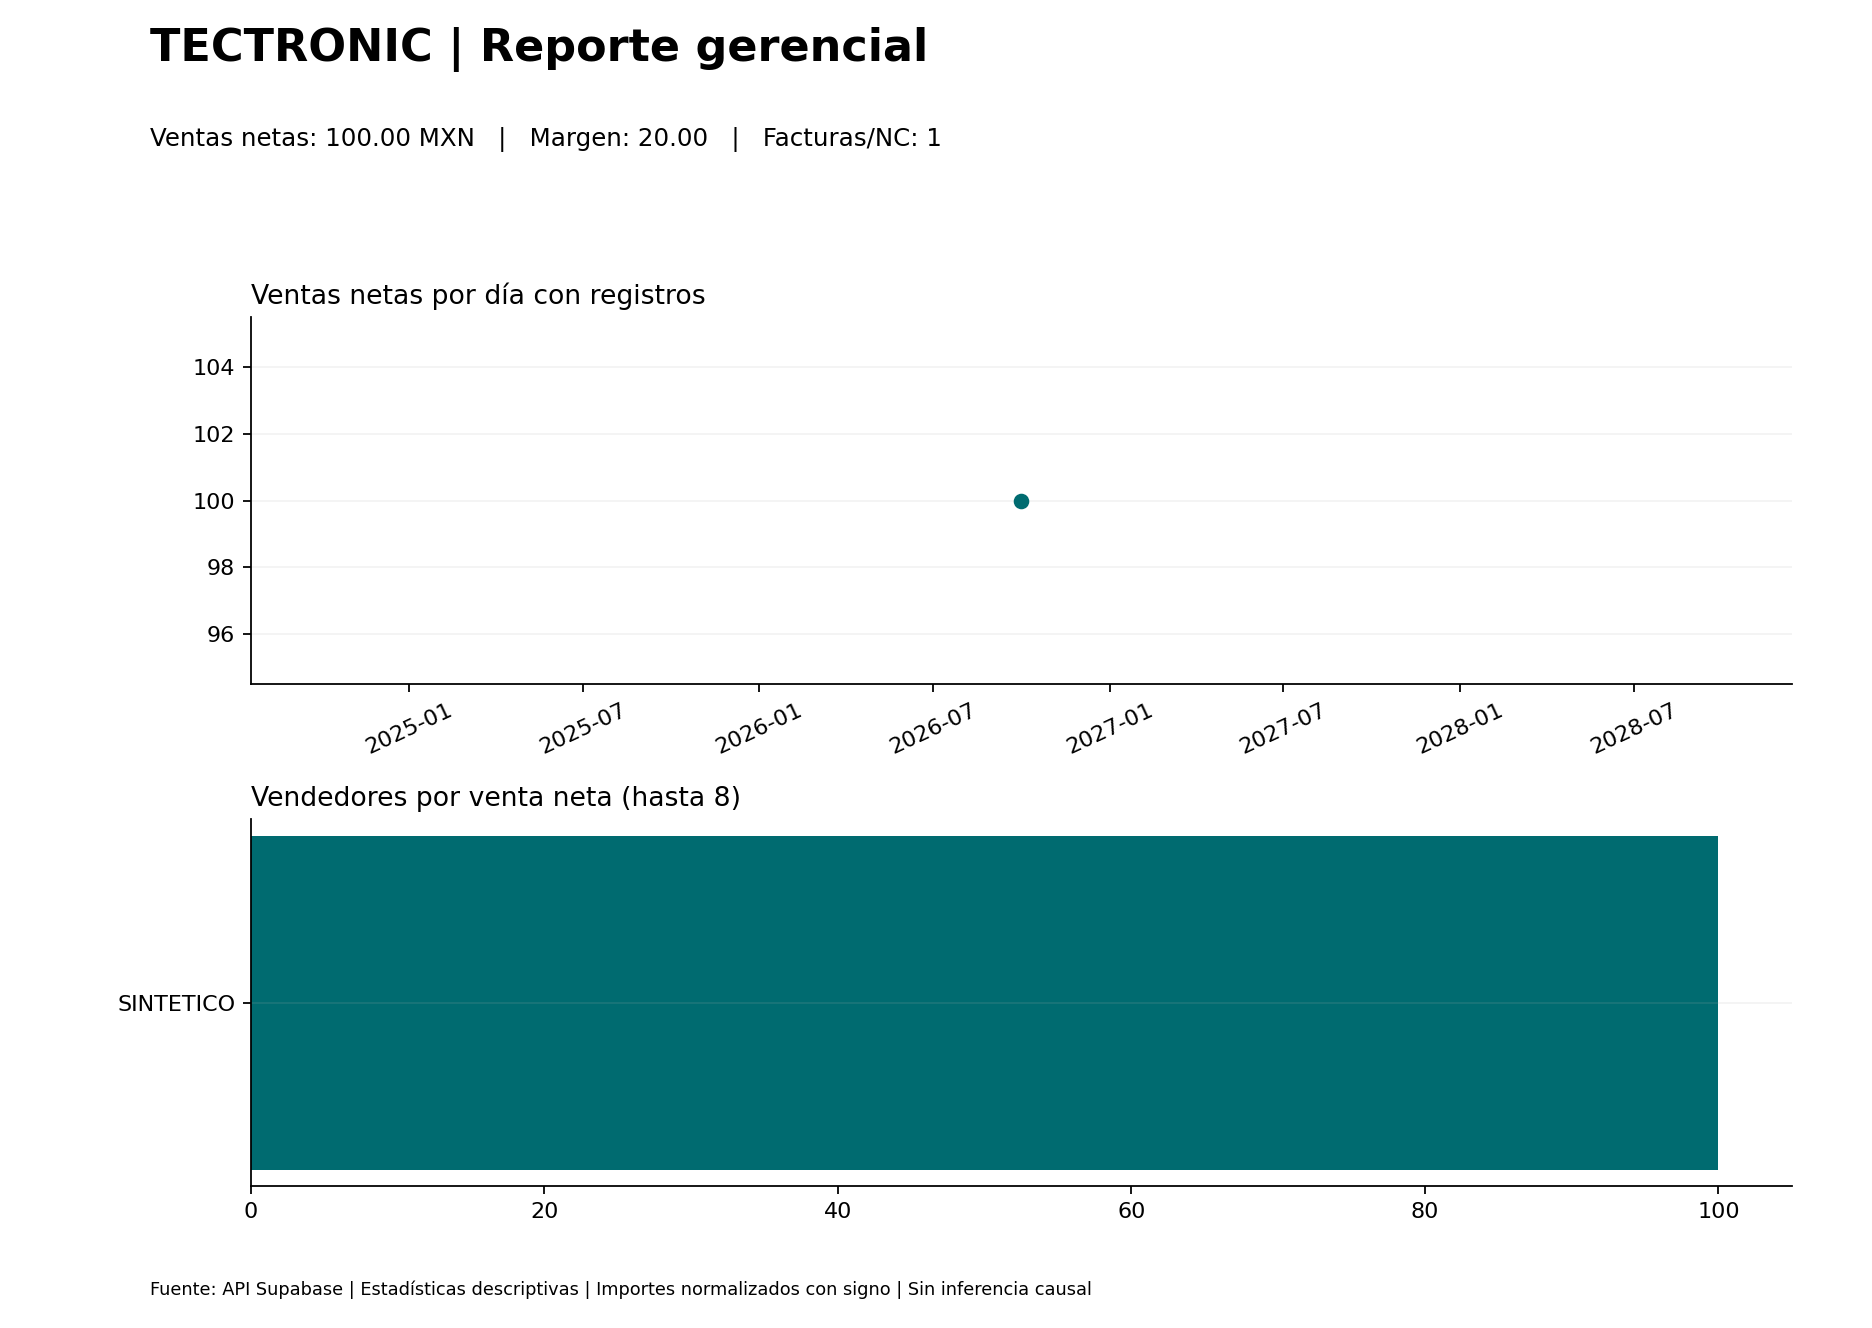 TECTRONIC | Reporte gerencial
Ventas netas: 100.00 MXN | Margen: 20.00 | Facturas/NC: 1
Ventas netas por día con registros
104
102
100
98
96
2025-01 2025-07 2026-01 2026-07 2027-01 2027-07 2028-01 2028-07
Vendedores por venta neta (hasta 8)
SINTETICO
0 20 40 60 80 100
Fuente: API Supabase | Estadísticas descriptivas | Importes normalizados con signo | Sin inferencia causal